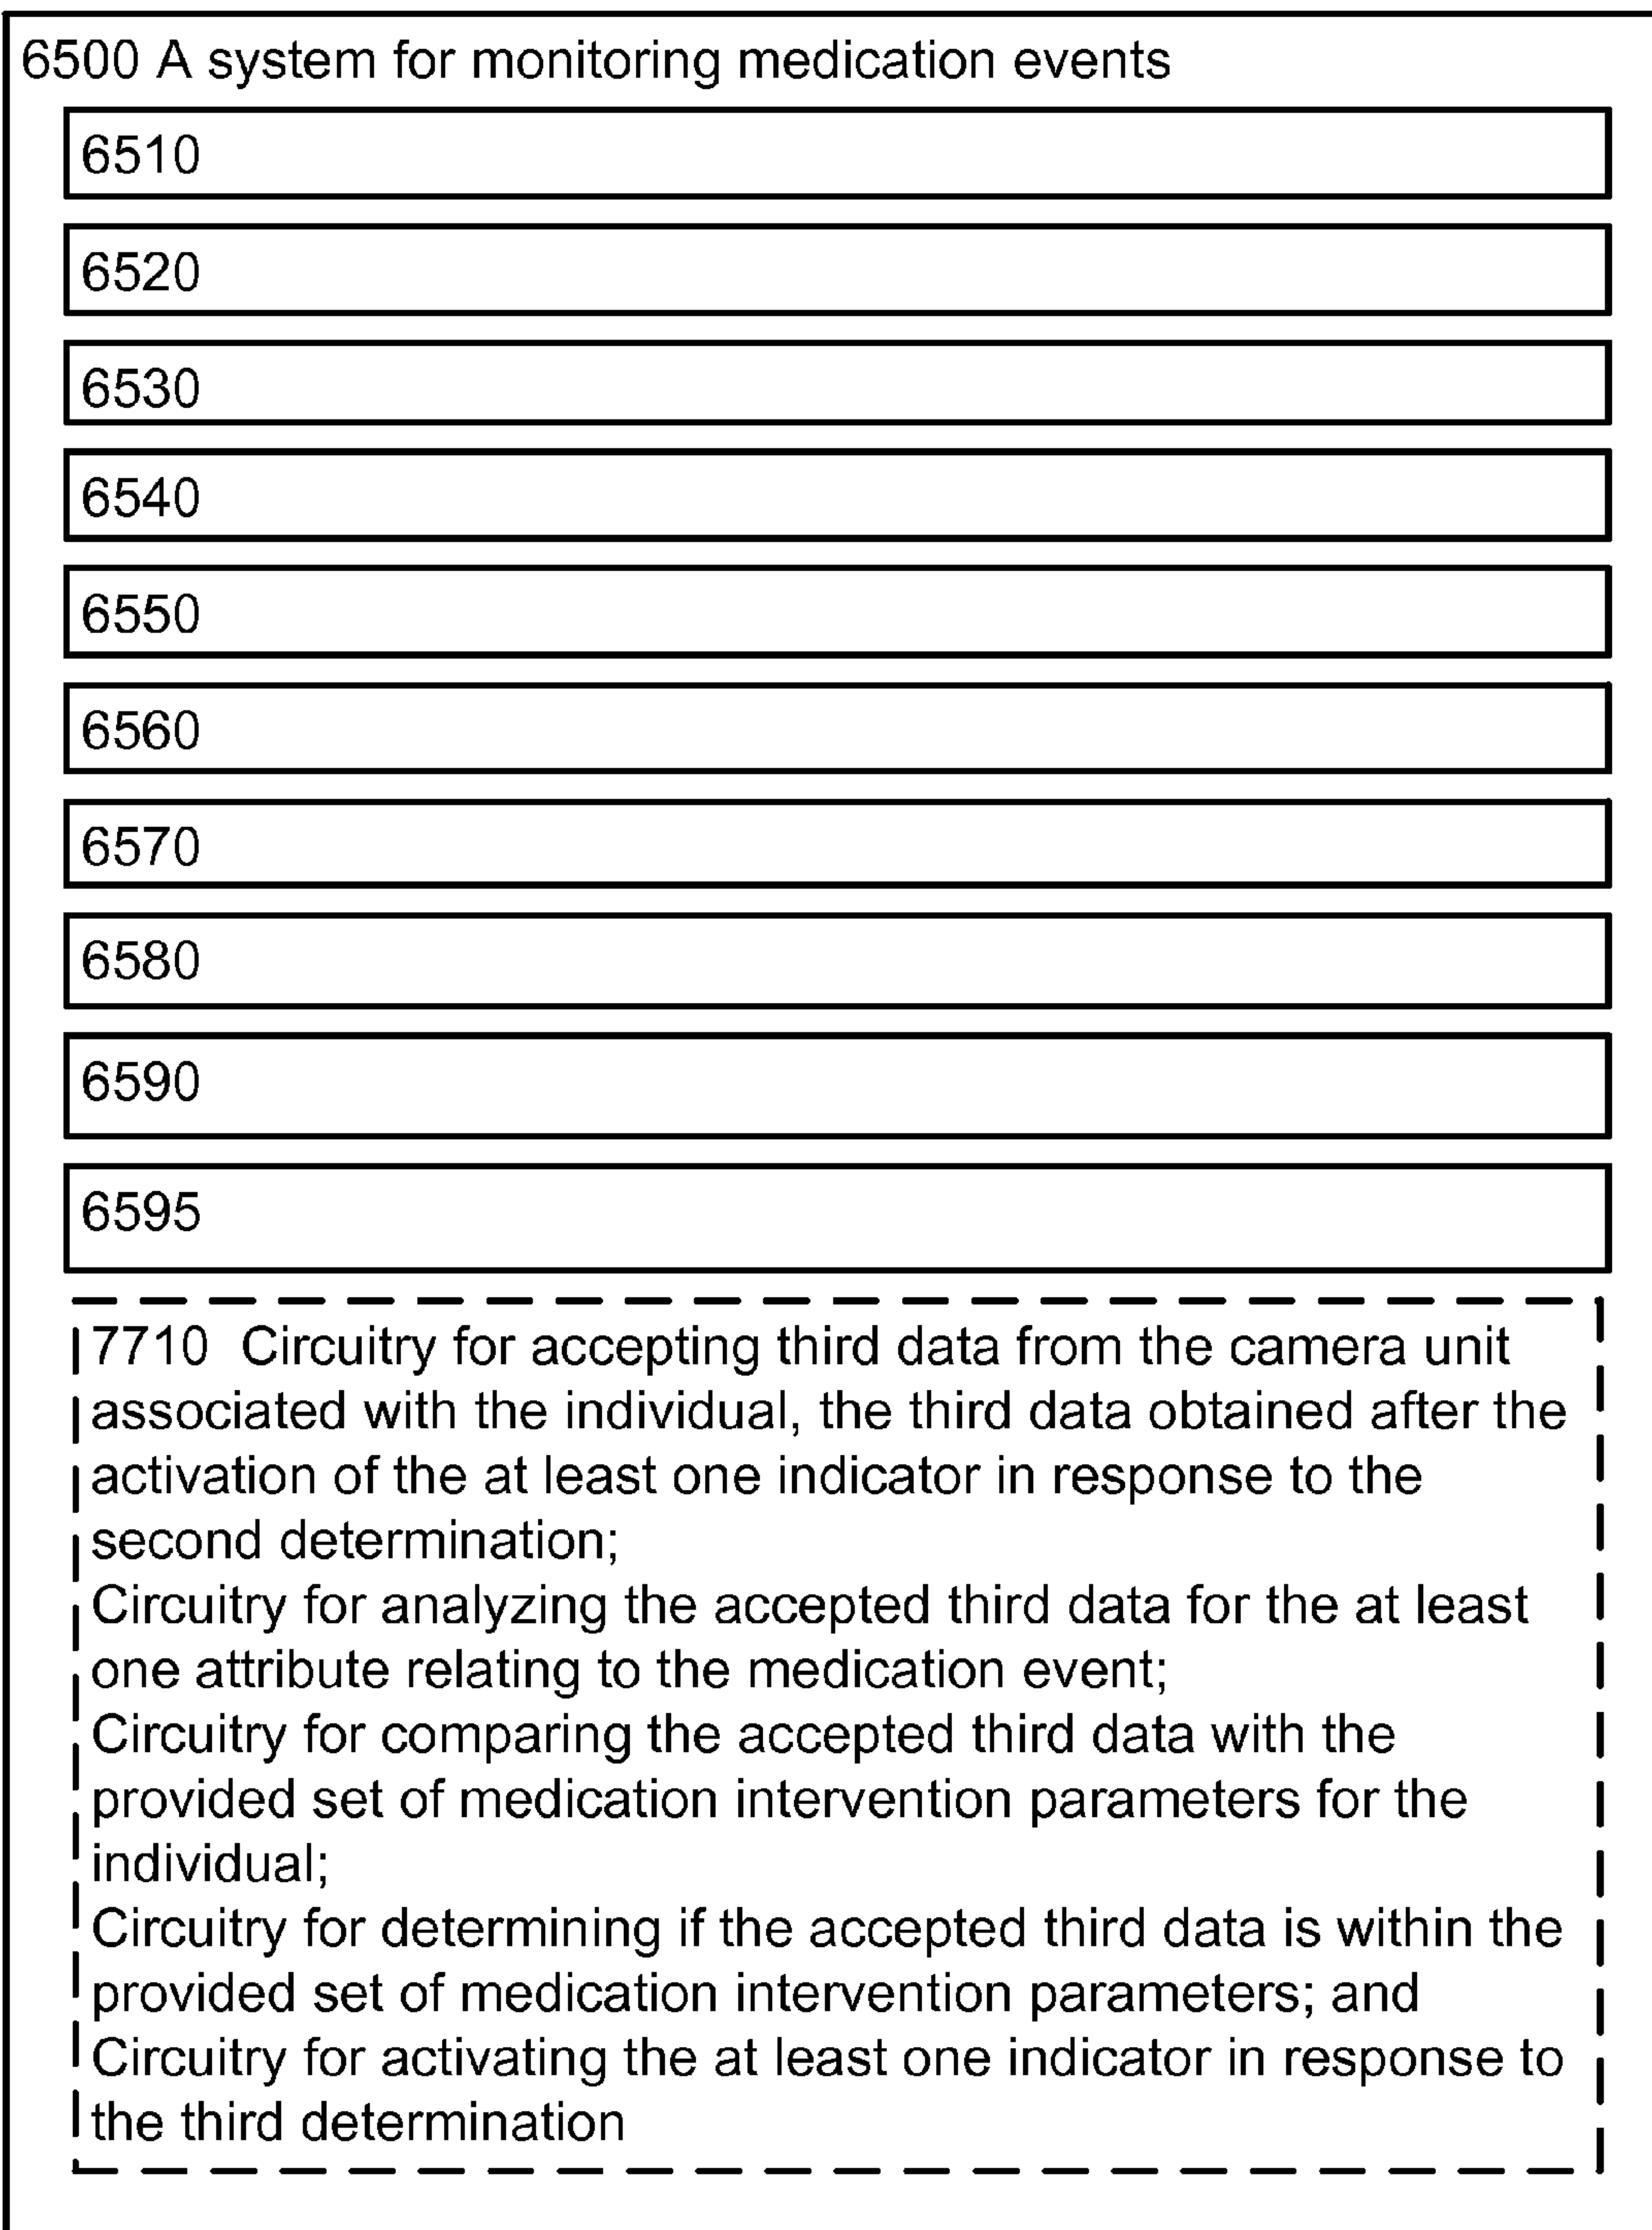 6500 A system for monitoring medication events
6510
6520
6530
6540
6550
6560
6570
6580
6590
6595
7710 Circuitry for accepting third data from the camera unit
associated with the individual, the third data obtained after the
activation of the at least one indicator in response to the
second determination;
Circuitry for analyzing the accepted third data for the at least
one attribute relating to the medication event;
Circuitry for comparing the accepted third data with the
provided set of medication intervention parameters for the
individual;
Circuitry for determining if the accepted third data is within the
provided set of medication intervention parameters; and
Circuitry for activating the at least one indicator in response to
the third determination